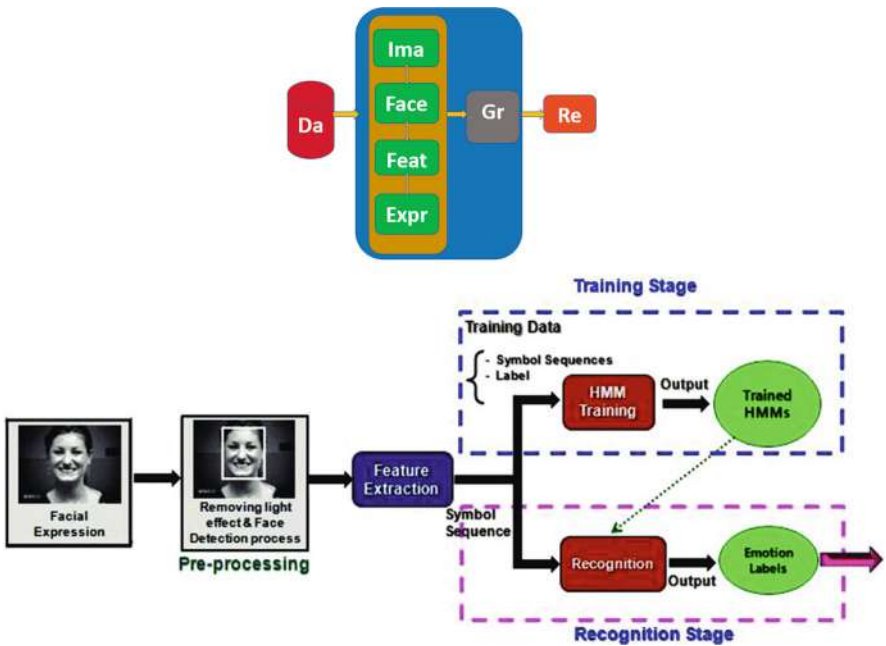 Ima
Face
Feat
Expr
Da
Gr
Re
Training Stage
Training Data
- Symbol Sequences
- Label
HMM
Training
Output
Trained
HMMs
Facial
Expression
Removing light
effect & Face
Detection process
Pre-processing
Feature
Extraction
Symbol
Sequence
Recognition
Output
Emotion
Labels
Recognition Stage